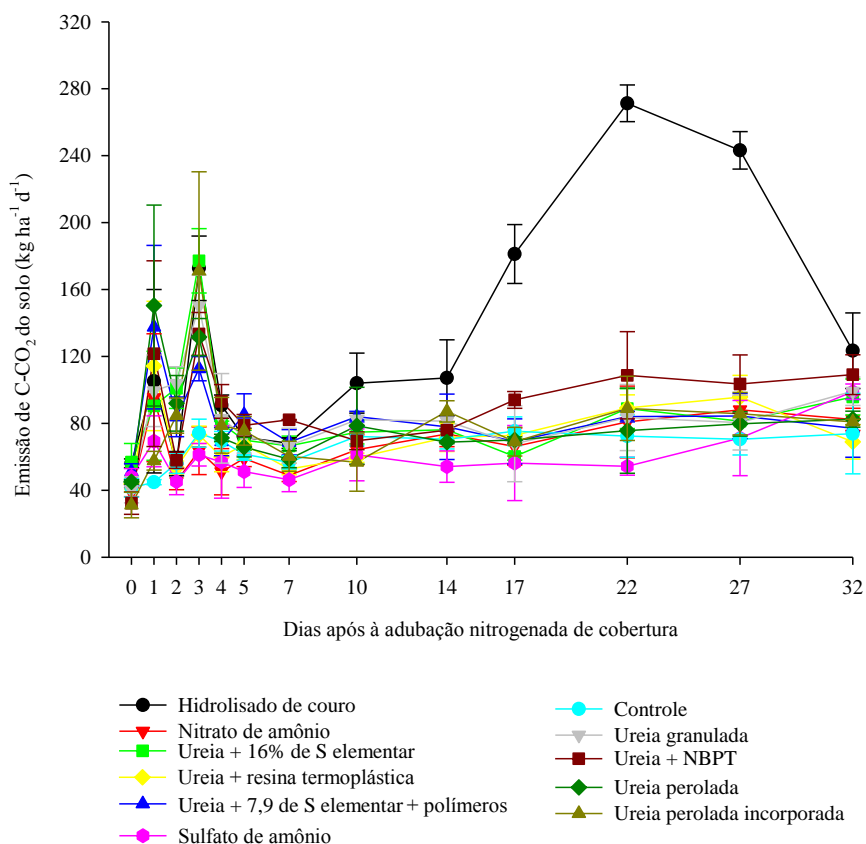 Emissão de C-CO2 do solo (kg ha-1 d-1)
320
280
240
200
160
120
80
40
0
0 1 2 3 4 5 7 10 14 17 22 27 32
Dias após à adubação nitrogenada de cobertura
Hidrolisado de couro
Nitrato de amônio
Ureia + 16% de S elementar
Ureia + resina termoplástica
Ureia + 7,9 de S elementar + polímeros
Sulfato de amônio
Controle
Ureia granulada
Ureia + NBPT
Ureia perolada
Ureia perolada incorporada